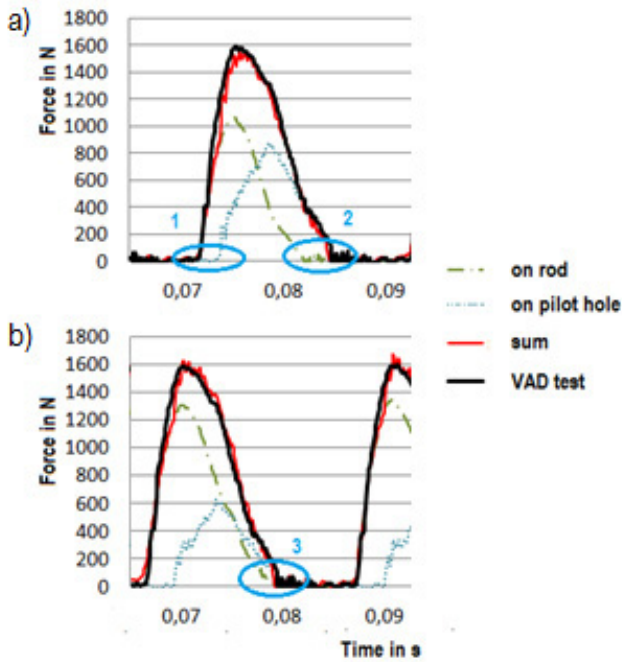 a)
Force in N
1800
1600
1400
1200
1000
800
600
400
200
0
1
2
0,07 0,08 0,09
on rod
on pilot hole
sum
VAD test
b)
Force in N
1800
1600
1400
1200
1000
800
600
400
200
0
3
0,07 0,08 0,09
Time in s